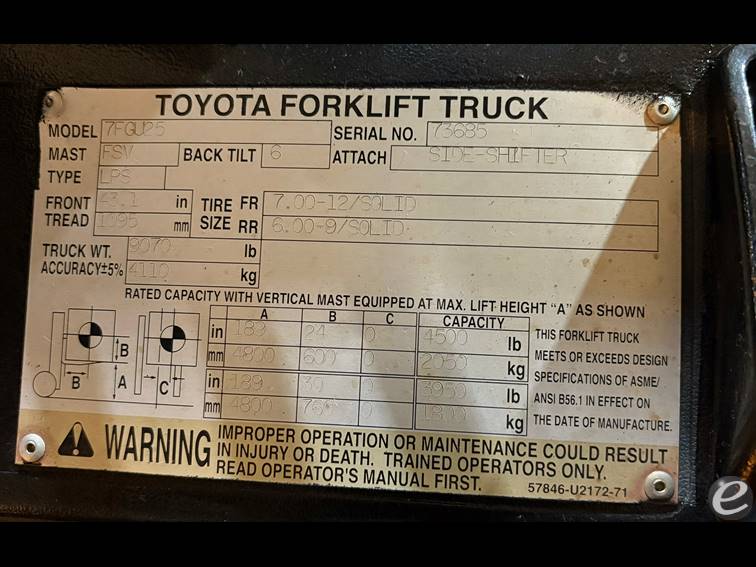 TOYOTA FORKLIFT TRUCK
MODEL 7FGU25 SERIAL NO. 73685
MAST FSV BACK TILT 6 ATTACH SIDE-SHIFTER
TYPE LPS
FRONT TREAD 43.1 in 1095 mm
TIRE SIZE FR 7.00-12/SOLID
RR 6.00-9/SOLID
TRUCK WT. 9070 lb
ACCURACY±5% 4110 kg
RATED CAPACITY WITH VERTICAL MAST EQUIPPED AT MAX. LIFT HEIGHT "A" AS SHOWN
A B C CAPACITY
in 189 24 0 4500 lb
mm 4800 600 0 2050 kg
in 189 30 0 3950 lb
mm 4800 760 0 1800 kg
B
B A C
THIS FORKLIFT TRUCK
MEETS OR EXCEEDS DESIGN
SPECIFICATIONS OF ASME/
ANSI B56.1 IN EFFECT ON
THE DATE OF MANUFACTURE.
WARNING
IMPROPER OPERATION OR MAINTENANCE COULD RESULT
IN INJURY OR DEATH. TRAINED OPERATORS ONLY.
READ OPERATOR'S MANUAL FIRST.
57846-U2172-71
e